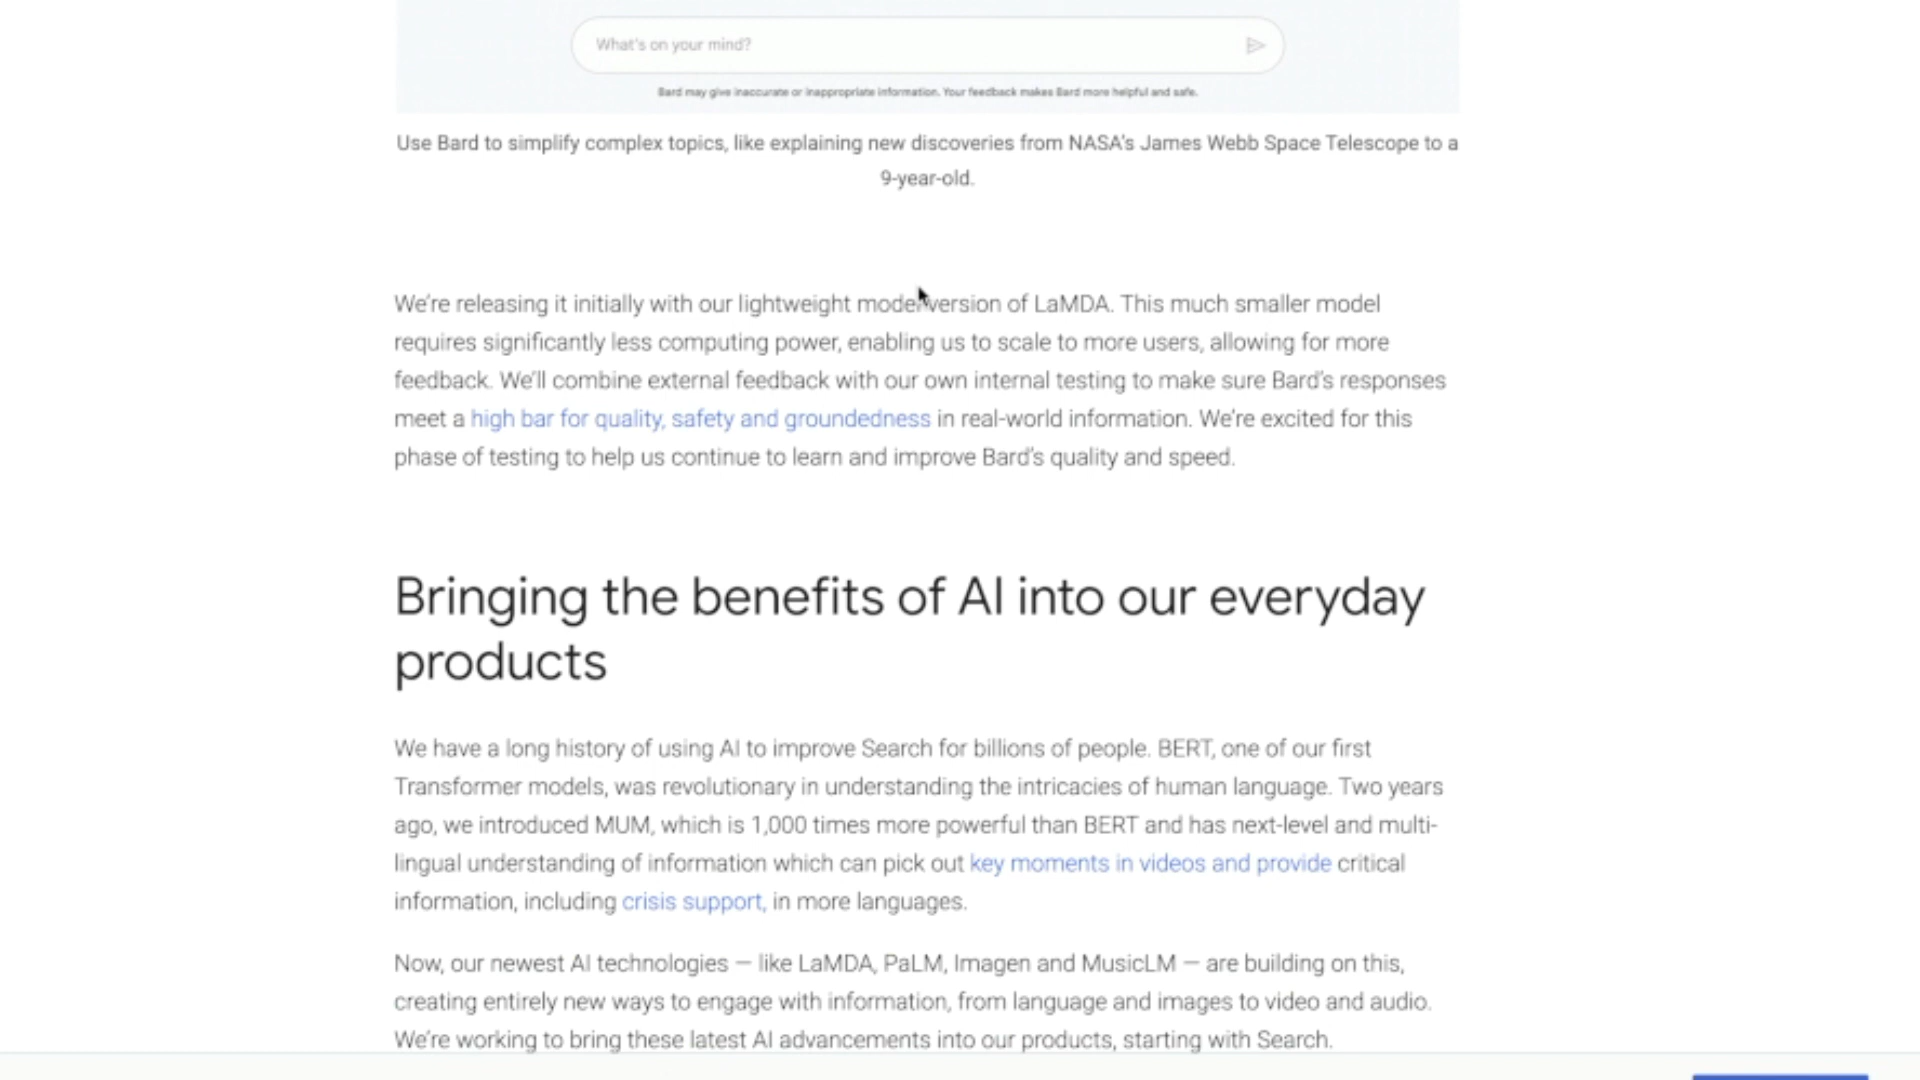 What's on your mind?
Bard may give inaccurate or inappropriate information. Your feedback makes Bard more helpful and safe.
Use Bard to simplify complex topics, like explaining new discoveries from NASA's James Webb Space Telescope to a
9-year-old.
We're releasing it initially with our lightweight model version of LaMDA. This much smaller model
requires significantly less computing power, enabling us to scale to more users, allowing for more
feedback. We'll combine external feedback with our own internal testing to make sure Bard's responses
meet a high bar for quality, safety and groundedness in real-world information. We're excited for this
phase of testing to help us continue to learn and improve Bard's quality and speed.
Bringing the benefits of AI into our everyday
products
We have a long history of using AI to improve Search for billions of people. BERT, one of our first
Transformer models, was revolutionary in understanding the intricacies of human language. Two years
ago, we introduced MUM, which is 1,000 times more powerful than BERT and has next-level and multi-
lingual understanding of information which can pick out key moments in videos and provide critical
information, including crisis support, in more languages.
Now, our newest AI technologies — like LaMDA, PaLM, Imagen and MusicLM — are building on this,
creating entirely new ways to engage with information, from language and images to video and audio.
We're working to bring these latest AI advancements into our products, starting with Search.